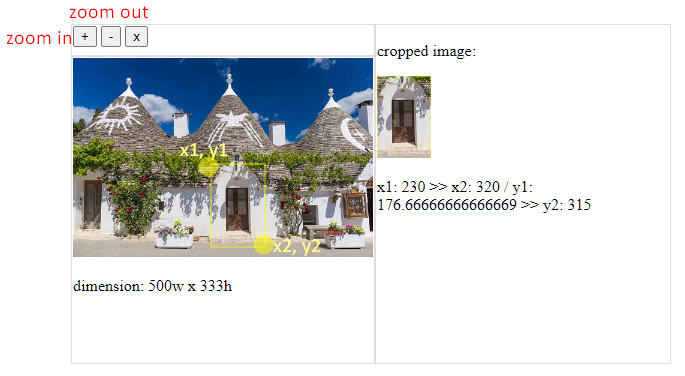 zoom out
zoom in
+ - x
cropped image:
x1, y1
x2, y2
x1: 230 >> x2: 320 / y1:
176.66666666666669 >> y2: 315
dimension: 500w x 333h